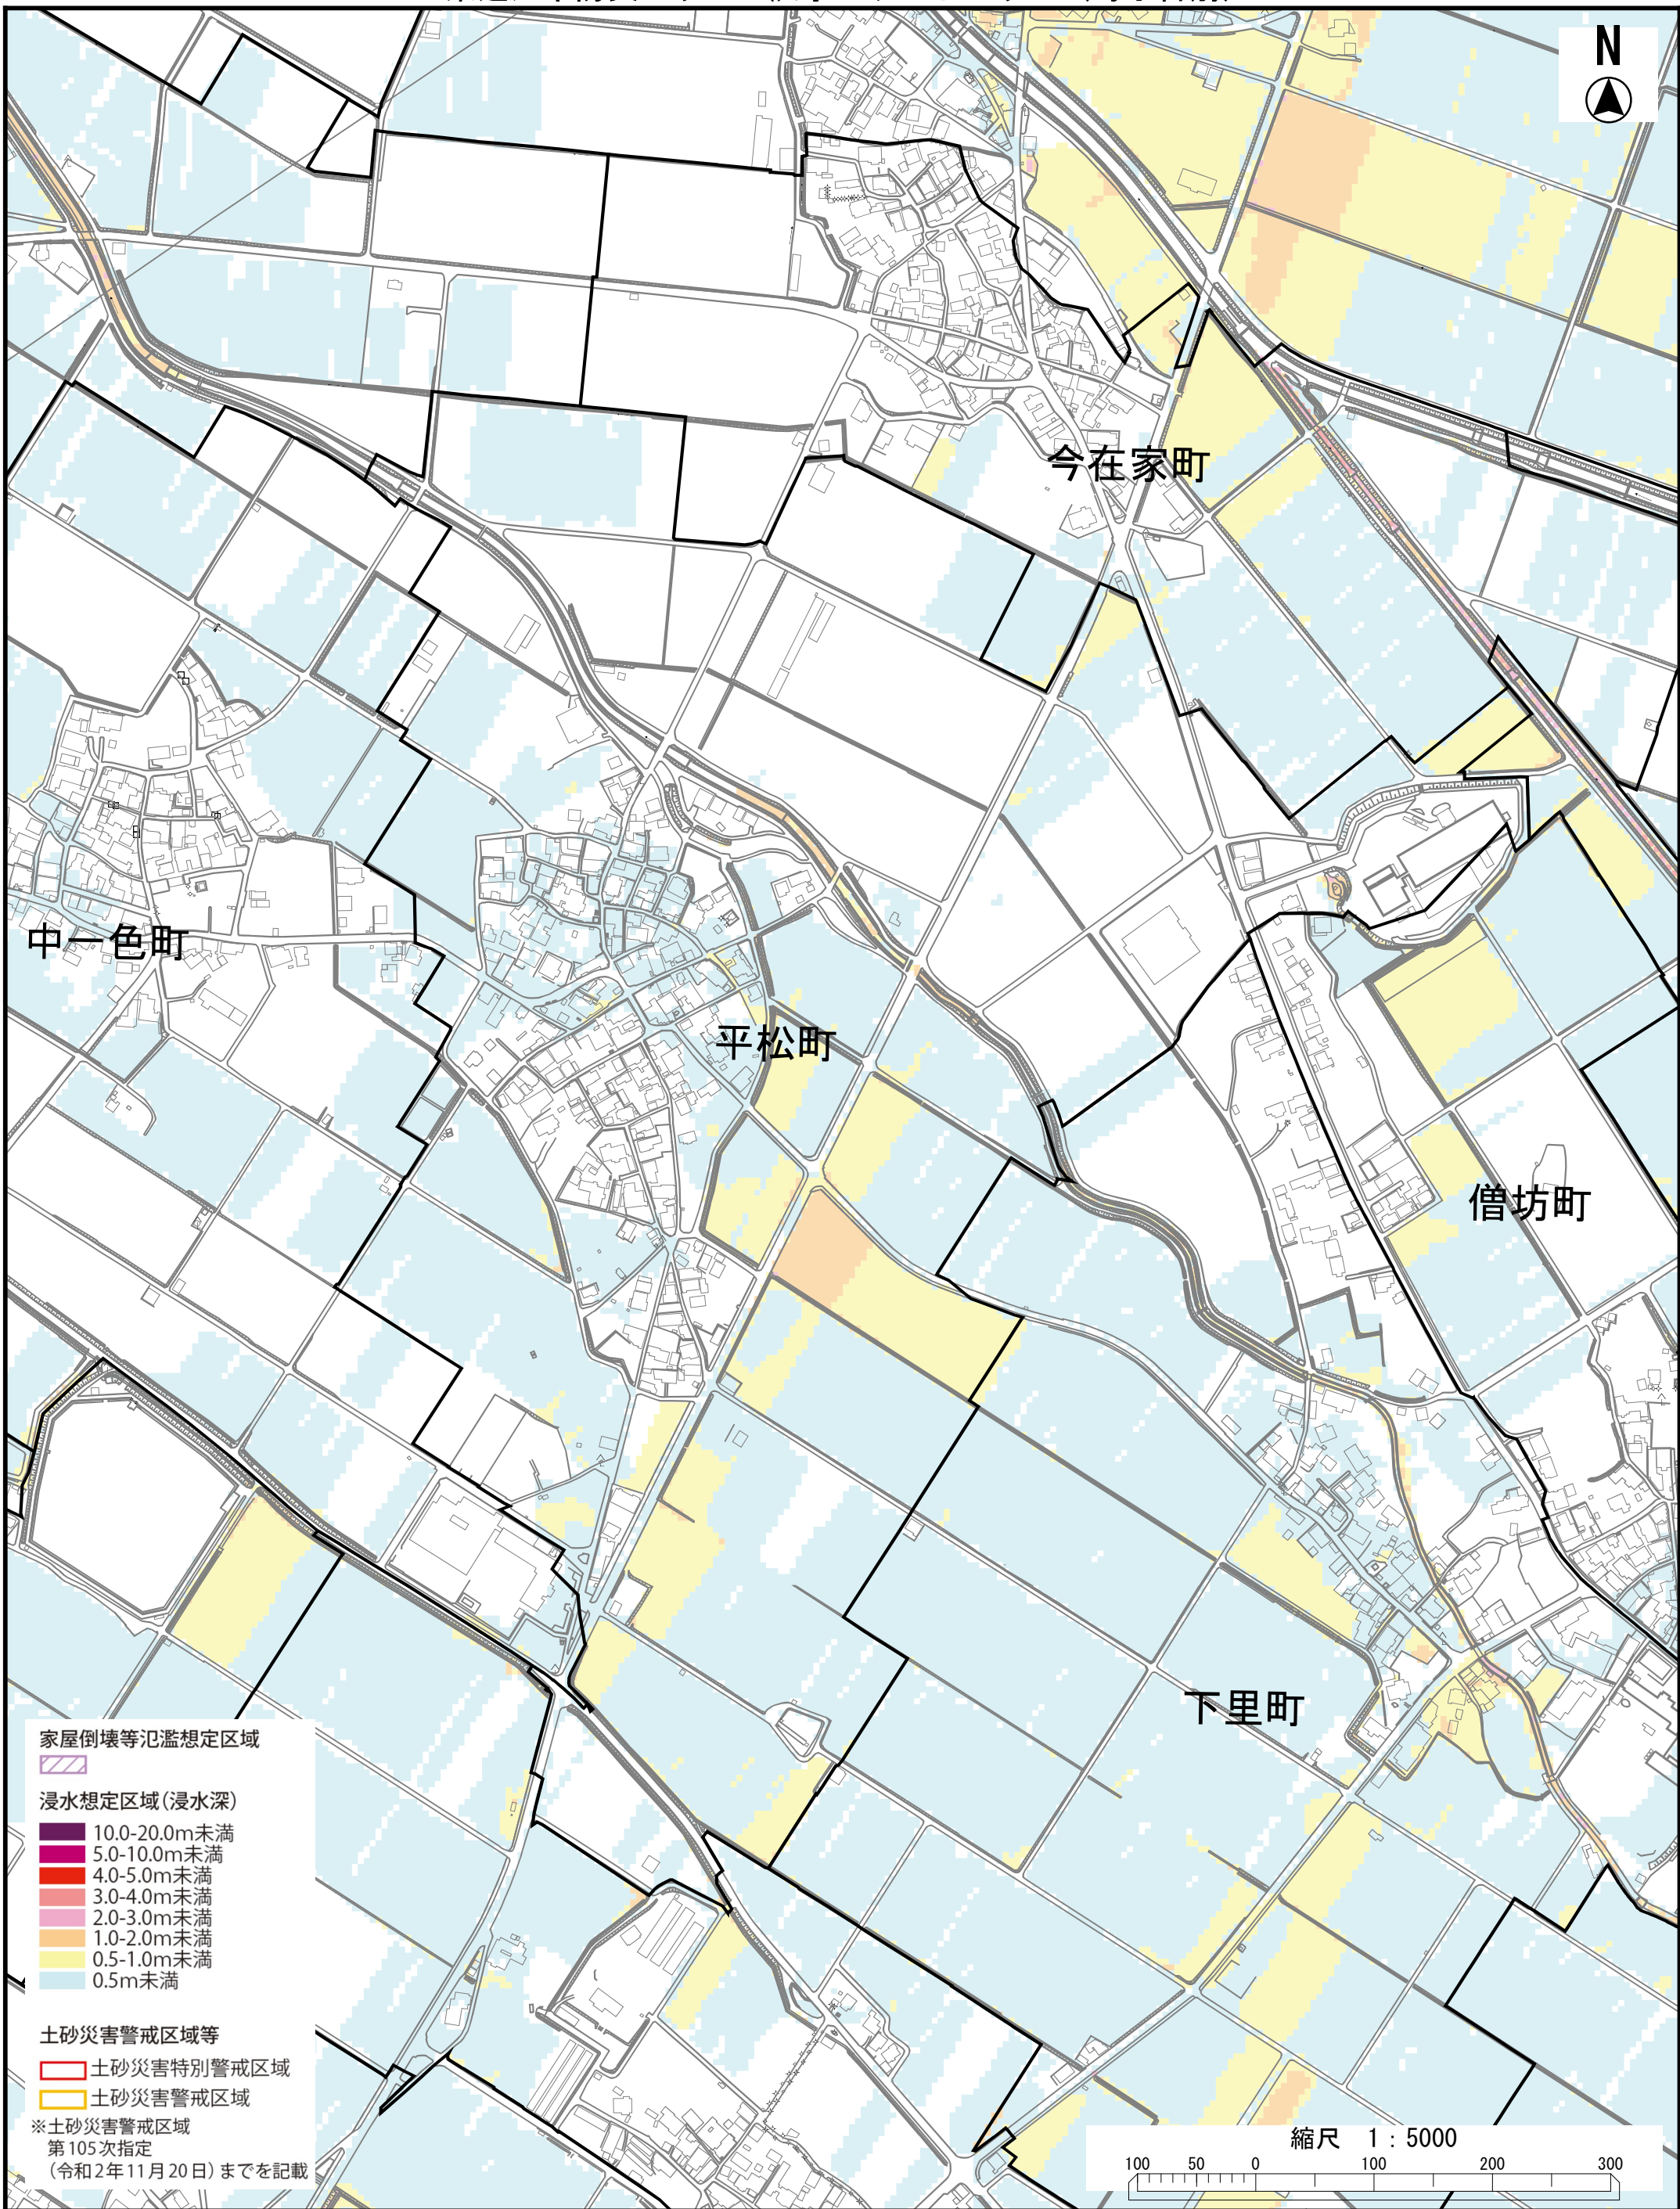 N
今在家町
中一色町
平松町
僧坊町
下里町
家屋倒壊等氾濫想定区域
浸水想定区域(浸水深)
10.0-20.0m未満
5.0-10.0m未満
4.0-5.0m未満
3.0-4.0m未満
2.0-3.0m未満
1.0-2.0m未満
0.5-1.0m未満
0.5m未満
土砂災害警戒区域等
土砂災害特別警戒区域
土砂災害警戒区域
※土砂災害警戒区域
第105次指定
(令和2年11月20日)までを記載
縮尺 1:5000
100 50 0 100 200 300